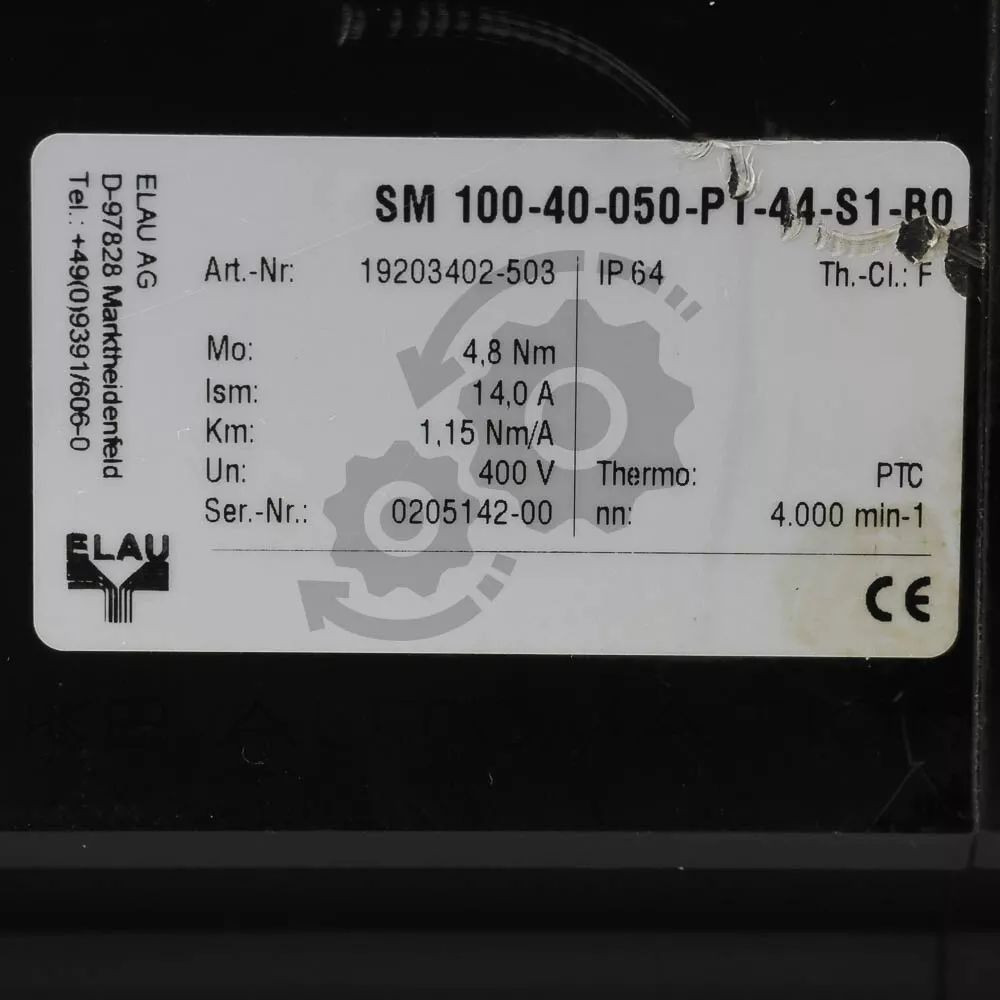 ELAU AG
D-97828 Marktheidenfeld
Tel.: +49(0)9391/606-0
ELAU
SM 100-40-050-P1-44-S1-B0
Art.-Nr: 19203402-503 IP 64 Th.-Cl.: F
Mo: 4,8 Nm
Ism: 14,0 A
Km: 1,15 Nm/A
Un: 400 V Thermo: PTC
Ser.-Nr.: 0205142-00 nn: 4.000 min-1
CE